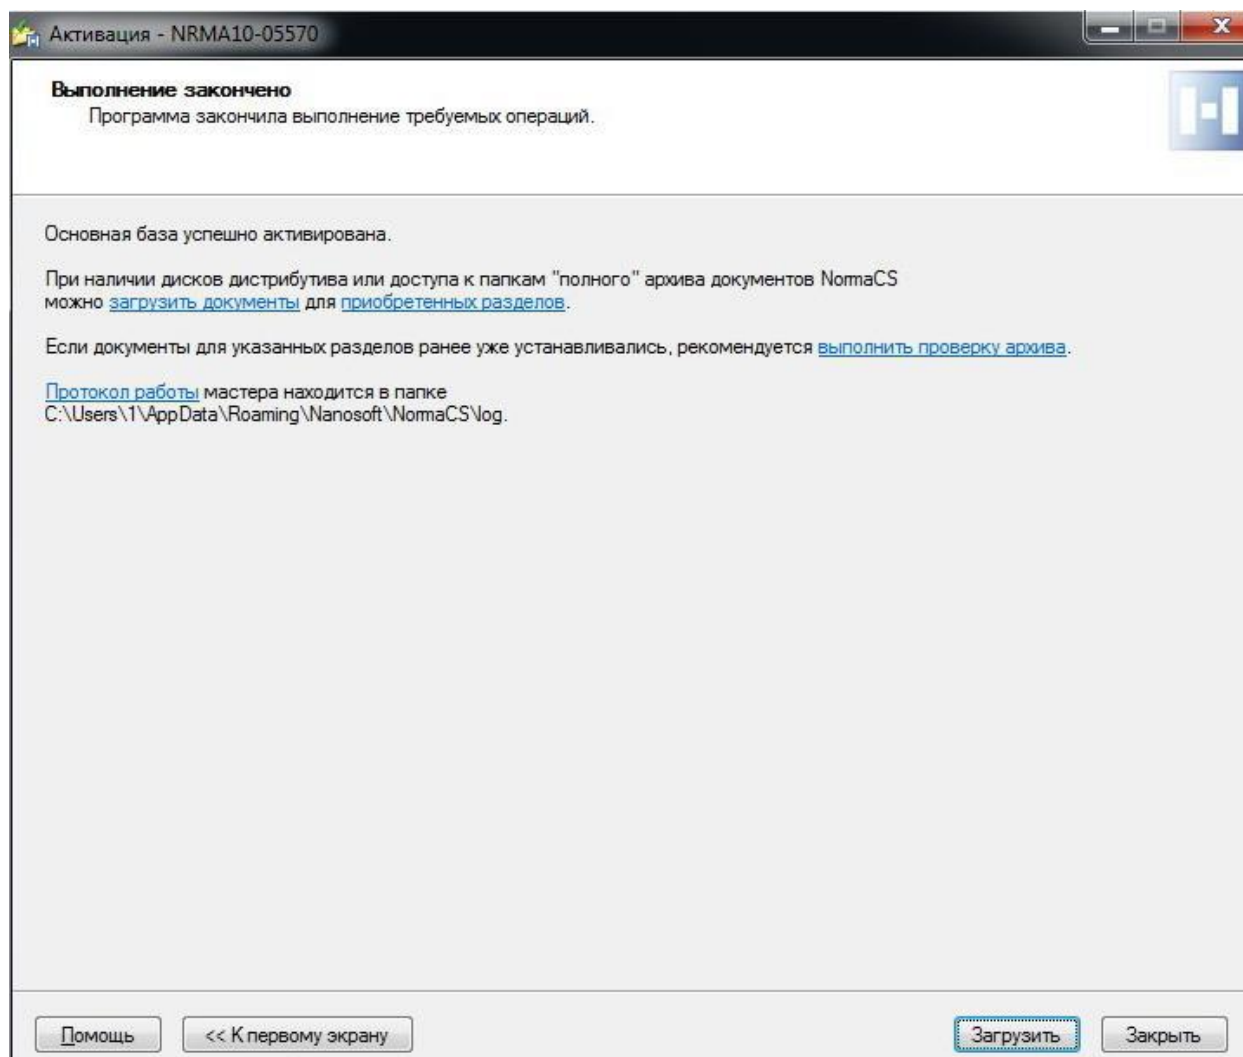 Активация - NRMA10-05570
Выполнение закончено
Программа закончила выполнение требуемых операций.
Основная база успешно активирована.
При наличии дисков дистрибутива или доступа к папкам "полного" архива документов NormaCS
можно загрузить документы для приобретенных разделов.
Если документы для указанных разделов ранее уже устанавливались, рекомендуется выполнить проверку архива.
Протокол работы мастера находится в папке
C:\Users\1\AppData\Roaming\Nanosoft\NormaCS\log.
Помощь
<< К первому экрану
Загрузить
Закрыть